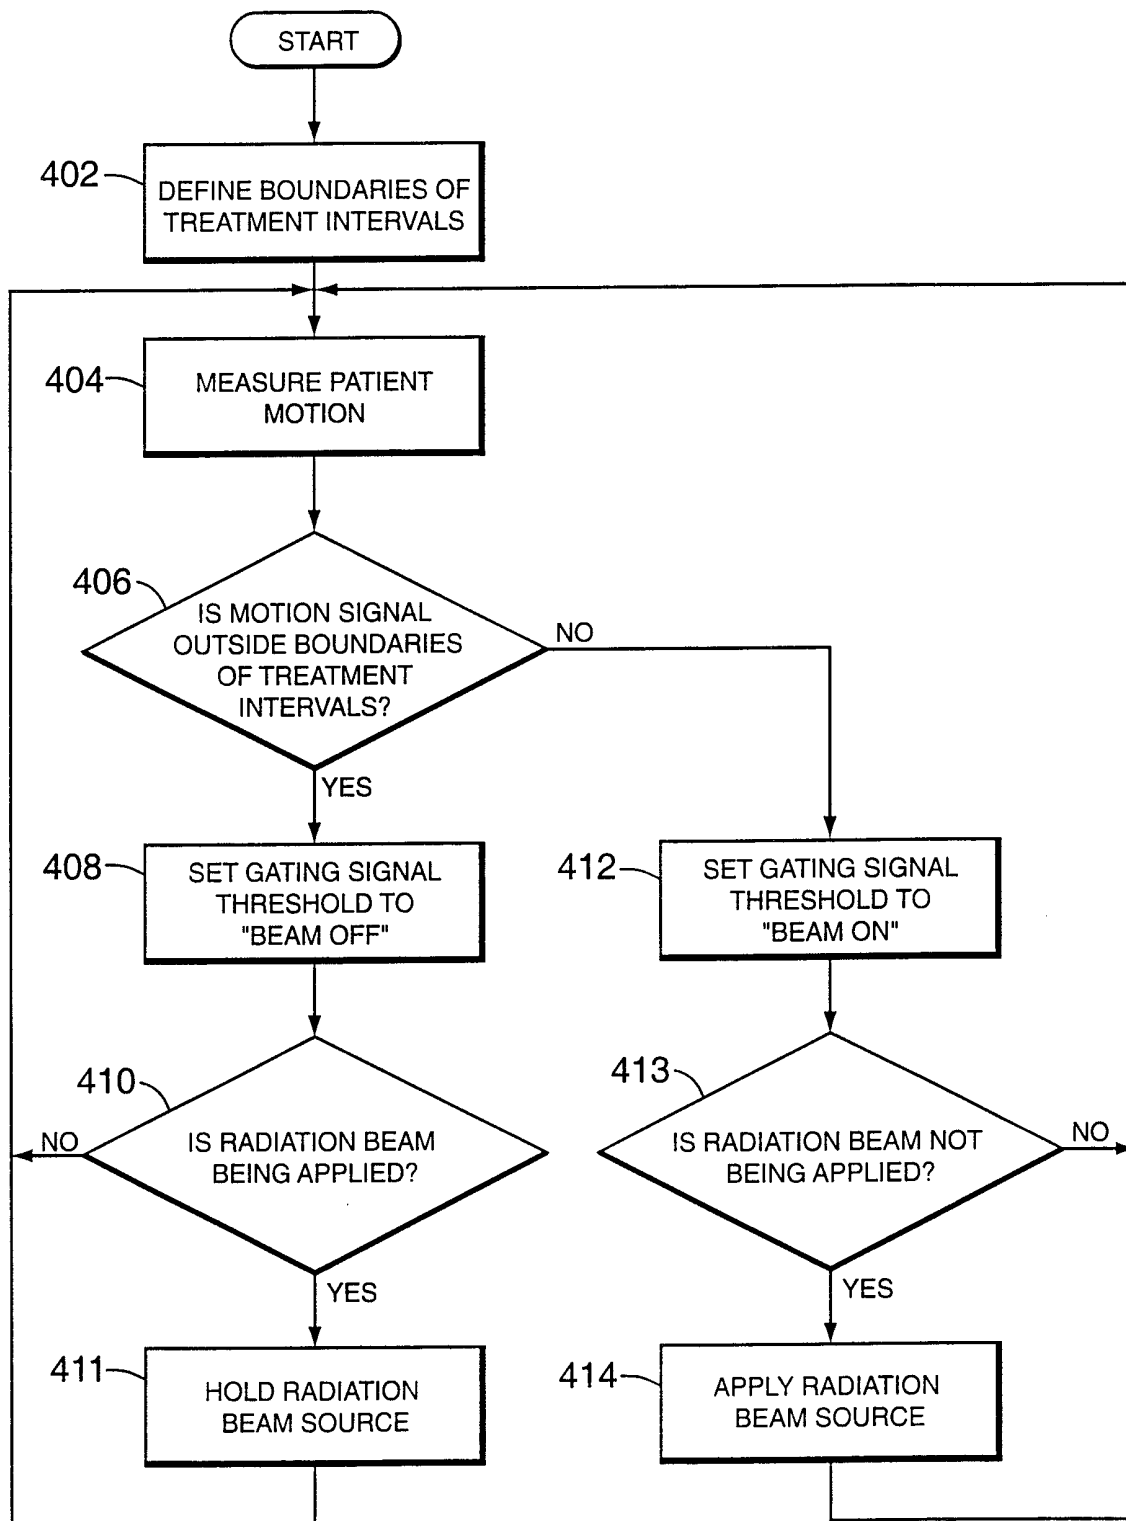 START
402
DEFINE BOUNDARIES OF
TREATMENT INTERVALS
404
MEASURE PATIENT
MOTION
406
IS MOTION SIGNAL
OUTSIDE BOUNDARIES
OF TREATMENT
INTERVALS?
NO
YES
408
SET GATING SIGNAL
THRESHOLD TO
"BEAM OFF"
412
SET GATING SIGNAL
THRESHOLD TO
"BEAM ON"
410
IS RADIATION BEAM
BEING APPLIED?
NO
YES
413
IS RADIATION BEAM NOT
BEING APPLIED?
NO
YES
411
HOLD RADIATION
BEAM SOURCE
414
APPLY RADIATION
BEAM SOURCE